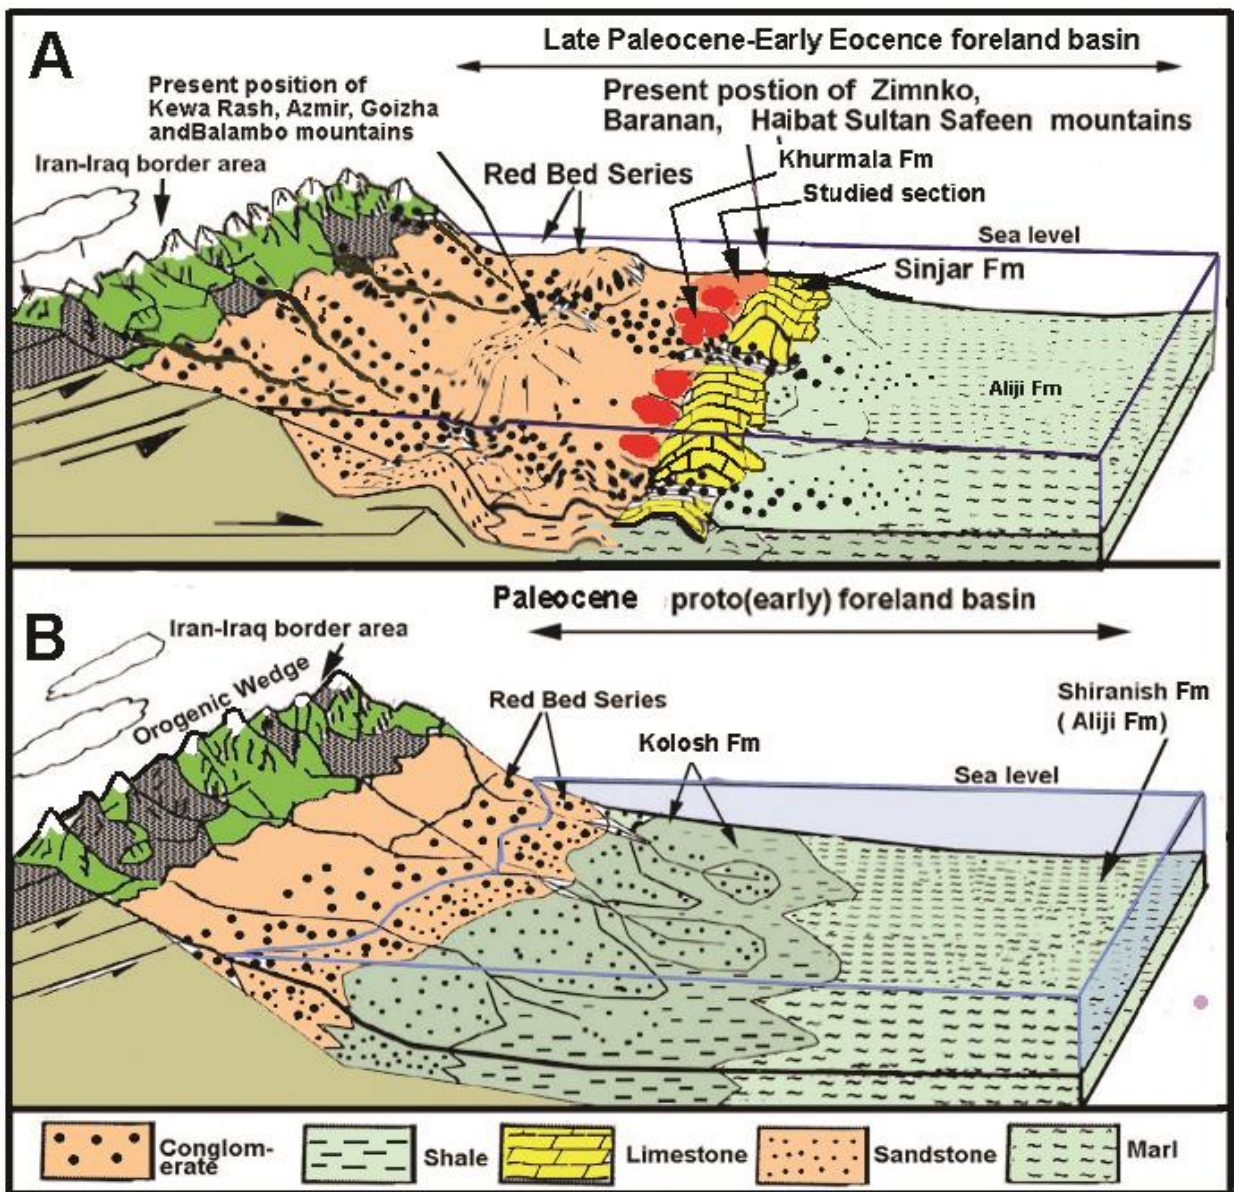 A
Late Paleocene-Early Eocence foreland basin
Present position of
Kewa Rash, Azmir, Goizha
andBalambo mountains
Present postion of Zimnko,
Baranan, Haibat Sultan Safeen mountains
Iran-Iraq border area
Khurmala Fm
Red Bed Series
Studied section
Sea level
Sinjar Fm
Aliji Fm
B
Paleocene proto(early) foreland basin
Iran-Iraq border area
Orogenic Wedge
Red Bed Series
Kolosh Fm
Shiranish Fm
( Aliji Fm)
Sea level
Conglom-
erate
Shale
Limestone
Sandstone
Marl